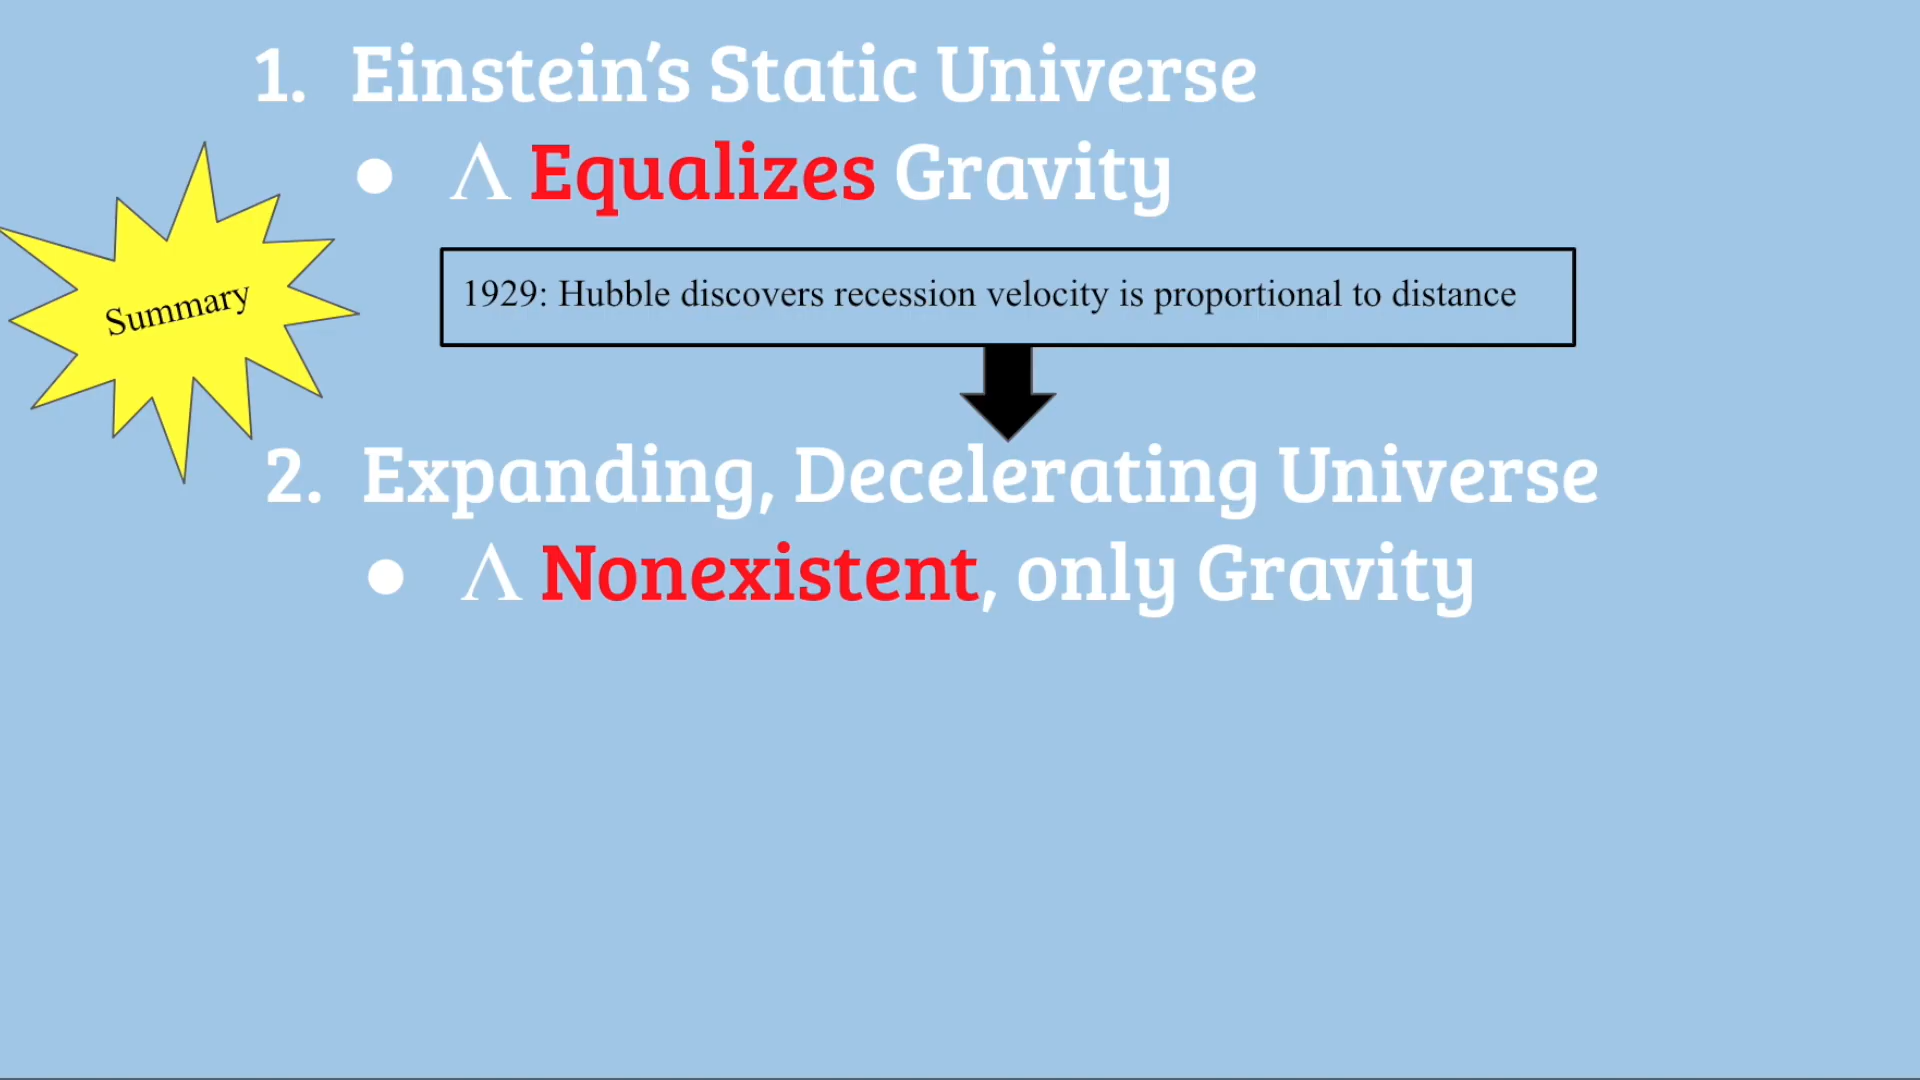 1. Einstein’s Static Universe
● Λ Equalizes Gravity
Summary
1929: Hubble discovers recession velocity is proportional to distance
2. Expanding, Decelerating Universe
● Λ Nonexistent, only Gravity